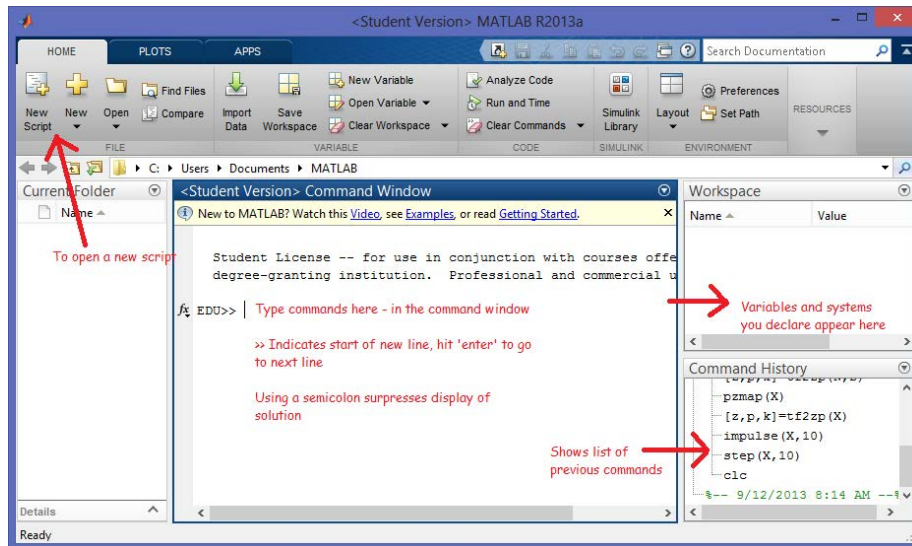 <Student Version> MATLAB R2013a
HOME PLOTS APPS Search Documentation
New Script
New
Open
Find Files
Compare
FILE
Import Data
Save Workspace
New Variable
Open Variable
Clear Workspace
VARIABLE
Analyze Code
Run and Time
Clear Commands
CODE
Simulink Library
SIMULINK
Layout
Preferences
Set Path
ENVIRONMENT
RESOURCES
C: Users Documents MATLAB
Current Folder
Name
To open a new script
Details
Ready
<Student Version> Command Window
New to MATLAB? Watch this Video, see Examples, or read Getting Started.
Student License -- for use in conjunction with courses offe
degree-granting institution. Professional and commercial u
fx EDU>>
Type commands here - in the command window
>> Indicates start of new line, hit 'enter' to go
to next line
Using a semicolon surpresses display of
solution
Shows list of
previous commands
Workspace
Name Value
Variables and systems
you declare appear here
Command History
pzmap(X)
[z,p,k]=tf2zp(X)
impulse(X,10)
step(X,10)
clc
%-- 9/12/2013 8:14 AM --%